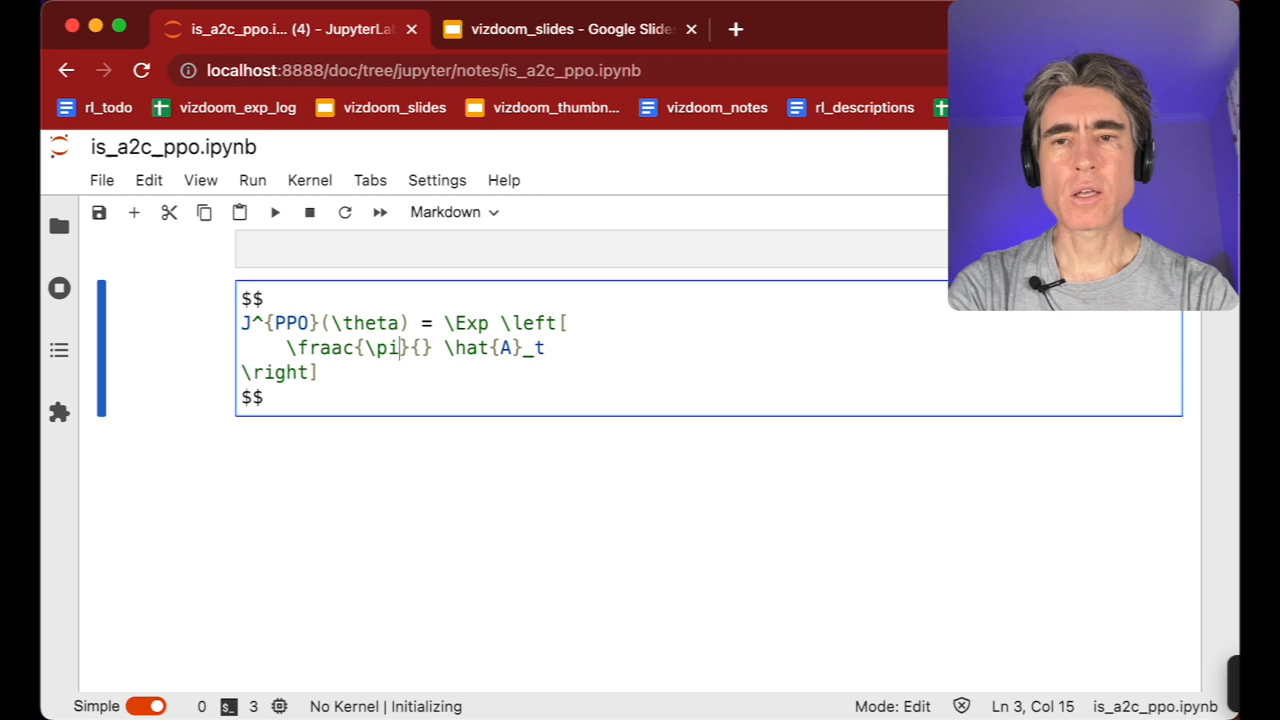 is_a2c_ppo.i... (4) - JupyterLab
vizdoom_slides - Google Slides
localhost:8888/doc/tree/jupyter/notes/is_a2c_ppo.ipynb
rl_todo vizdoom_exp_log vizdoom_slides vizdoom_thumbn... vizdoom_notes rl_descriptions
is_a2c_ppo.ipynb
File Edit View Run Kernel Tabs Settings Help
Markdown
$$
J^{PPO}(\theta) = \Exp \left[
\fraac{\pi}{} \hat{A}_t
\right]
$$
Simple 0 $_ 3 No Kernel | Initializing Mode: Edit Ln 3, Col 15 is_a2c_ppo.ipynb